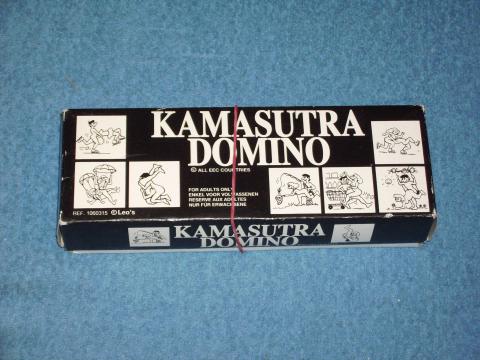 KAMASUTRA
DOMINO
© ALL EEC COUNTRIES
FOR ADULTS ONLY
ENKEL VOOR VOLWASSENEN
RESERVE AUX ADULTES
NUR FUR ERWACHSENE
REF. 1060315 © Leo's
KAMASUTRA
DOMINO